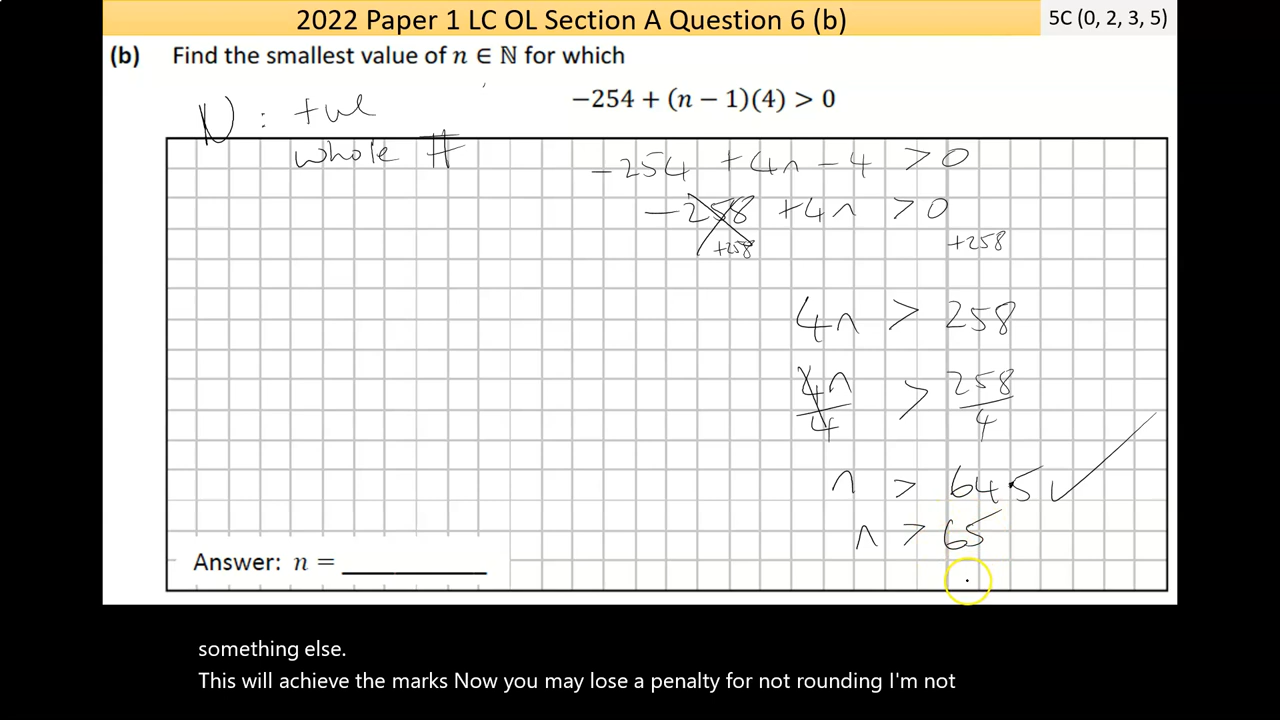 2022 Paper 1 LC OL Section A Question 6 (b)
5C (0, 2, 3, 5)
(b) Find the smallest value of n ∈ ℕ for which
−254 + (n − 1)(4) > 0
N : +ve
whole #
−254 +4n −4 > 0
−258 +4n > 0
+258 +258
4n > 258
4n/4 > 258/4
n > 64.5 ✓
n > 65
Answer: n = __________
something else.
This will achieve the marks Now you may lose a penalty for not rounding I'm not